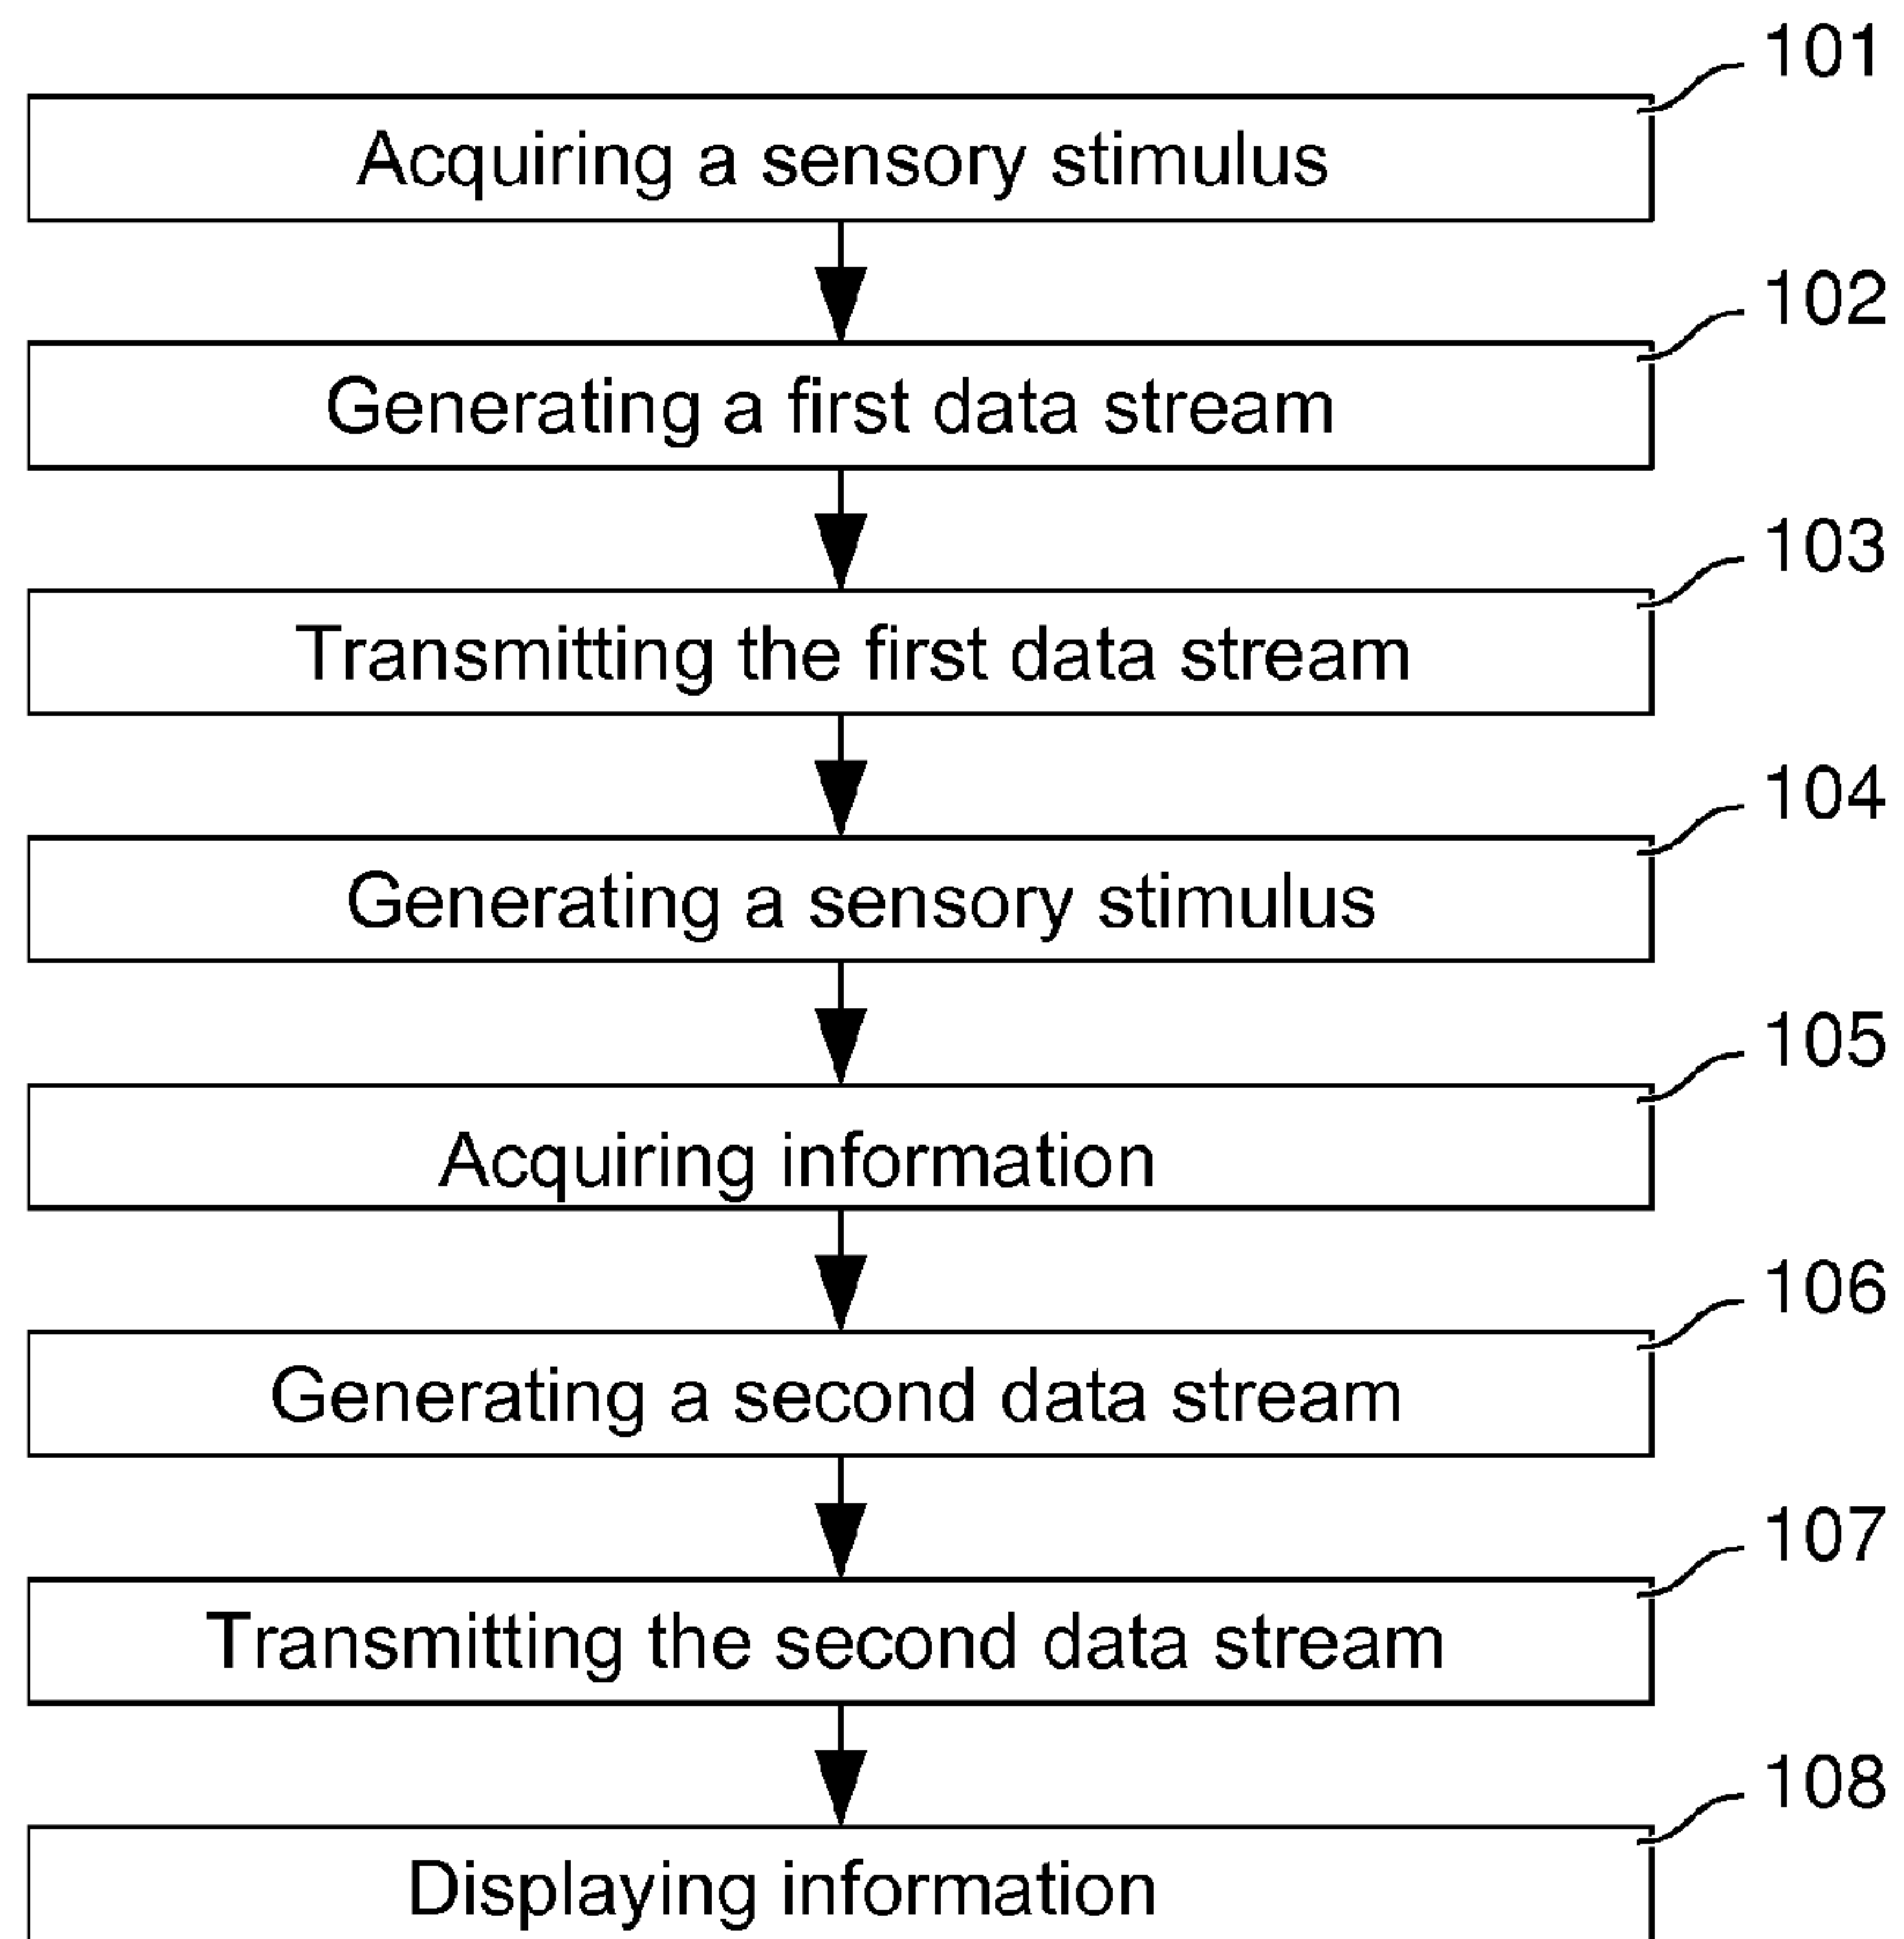 101
Acquiring a sensory stimulus
102
Generating a first data stream
103
Transmitting the first data stream
104
Generating a sensory stimulus
105
Acquiring information
106
Generating a second data stream
107
Transmitting the second data stream
108
Displaying information